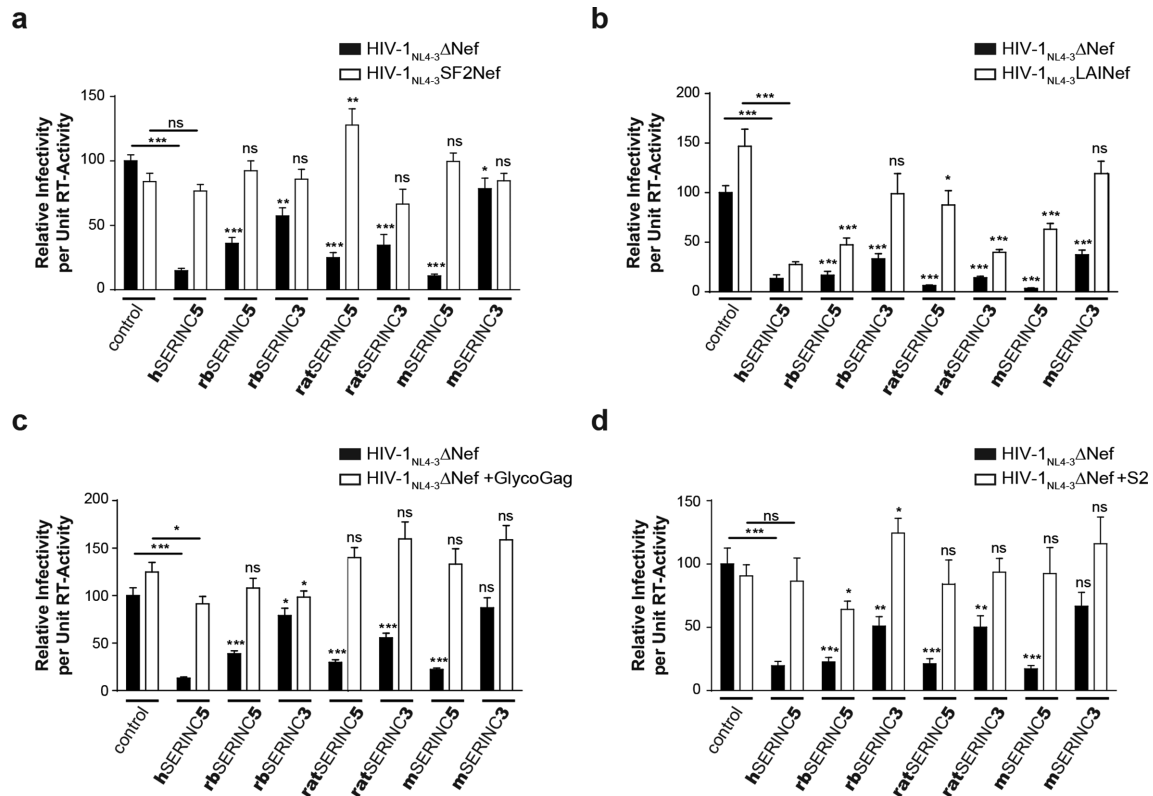 a
HIV-1NL4-3ΔNef
HIV-1NL4-3SF2Nef
Relative Infectivity
per Unit RT-Activity
150
100
50
0
ns
***
ns
***
ns
**
**
***
ns
***
ns
***
ns
*
control
hSERINC5
rbSERINC5
rbSERINC3
ratSERINC5
ratSERINC3
mSERINC5
mSERINC3
b
HIV-1NL4-3ΔNef
HIV-1NL4-3LAINef
Relative Infectivity
per Unit RT-Activity
200
150
100
50
0
***
***
***
***
ns
***
*
***
***
***
***
***
ns
***
control
hSERINC5
rbSERINC5
rbSERINC3
ratSERINC5
ratSERINC3
mSERINC5
mSERINC3
c
HIV-1NL4-3ΔNef
HIV-1NL4-3ΔNef +GlycoGag
Relative Infectivity
per Unit RT-Activity
200
150
100
50
0
*
***
ns
***
*
*
ns
***
ns
***
ns
***
ns
ns
control
hSERINC5
rbSERINC5
rbSERINC3
ratSERINC5
ratSERINC3
mSERINC5
mSERINC3
d
HIV-1NL4-3ΔNef
HIV-1NL4-3ΔNef +S2
Relative Infectivity
per Unit RT-Activity
150
100
50
0
ns
***
*
***
*
**
ns
***
ns
**
ns
***
ns
ns
control
hSERINC5
rbSERINC5
rbSERINC3
ratSERINC5
ratSERINC3
mSERINC5
mSERINC3